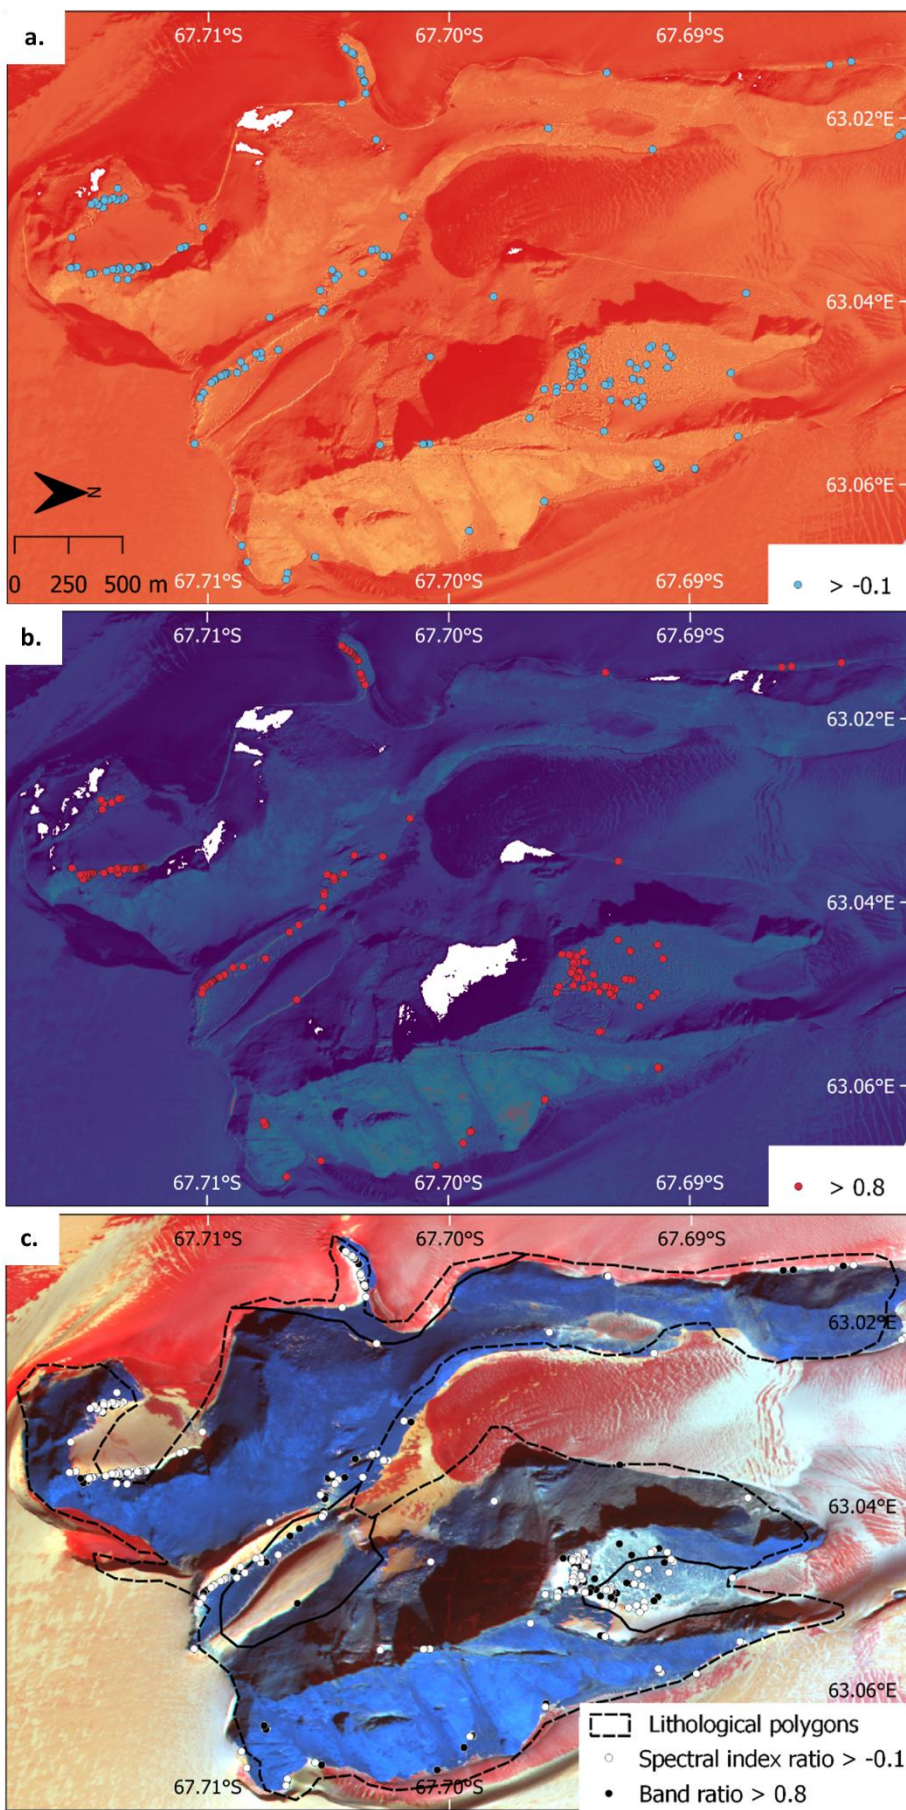 a.
67.71°S 67.70°S 67.69°S
63.02°E
63.04°E
63.06°E
N
0 250 500 m
67.71°S 67.70°S 67.69°S
> -0.1
b.
67.71°S 67.70°S 67.69°S
63.02°E
63.04°E
63.06°E
67.71°S 67.70°S 67.69°S
> 0.8
c.
67.71°S 67.70°S 67.69°S
63.02°E
63.04°E
63.06°E
67.71°S 67.70°S
Lithological polygons
Spectral index ratio > -0.1
Band ratio > 0.8